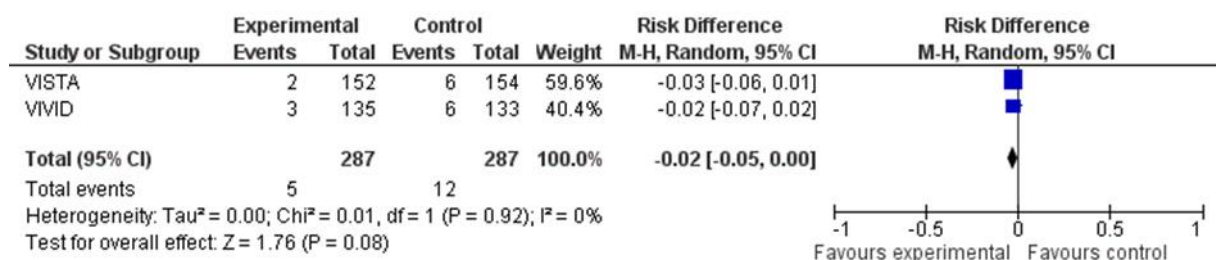 Experimental Control Risk Difference Risk Difference
Study or Subgroup Events Total Events Total Weight M-H, Random, 95% CI M-H, Random, 95% CI
VISTA 2 152 6 154 59.6% -0.03 [-0.06, 0.01]
VIVID 3 135 6 133 40.4% -0.02 [-0.07, 0.02]
Total (95% CI) 287 287 100.0% -0.02 [-0.05, 0.00]
Total events 5 12
Heterogeneity: Tau² = 0.00; Chi² = 0.01, df = 1 (P = 0.92); I² = 0%
Test for overall effect: Z = 1.76 (P = 0.08)
-1 -0.5 0 0.5 1
Favours experimental Favours control